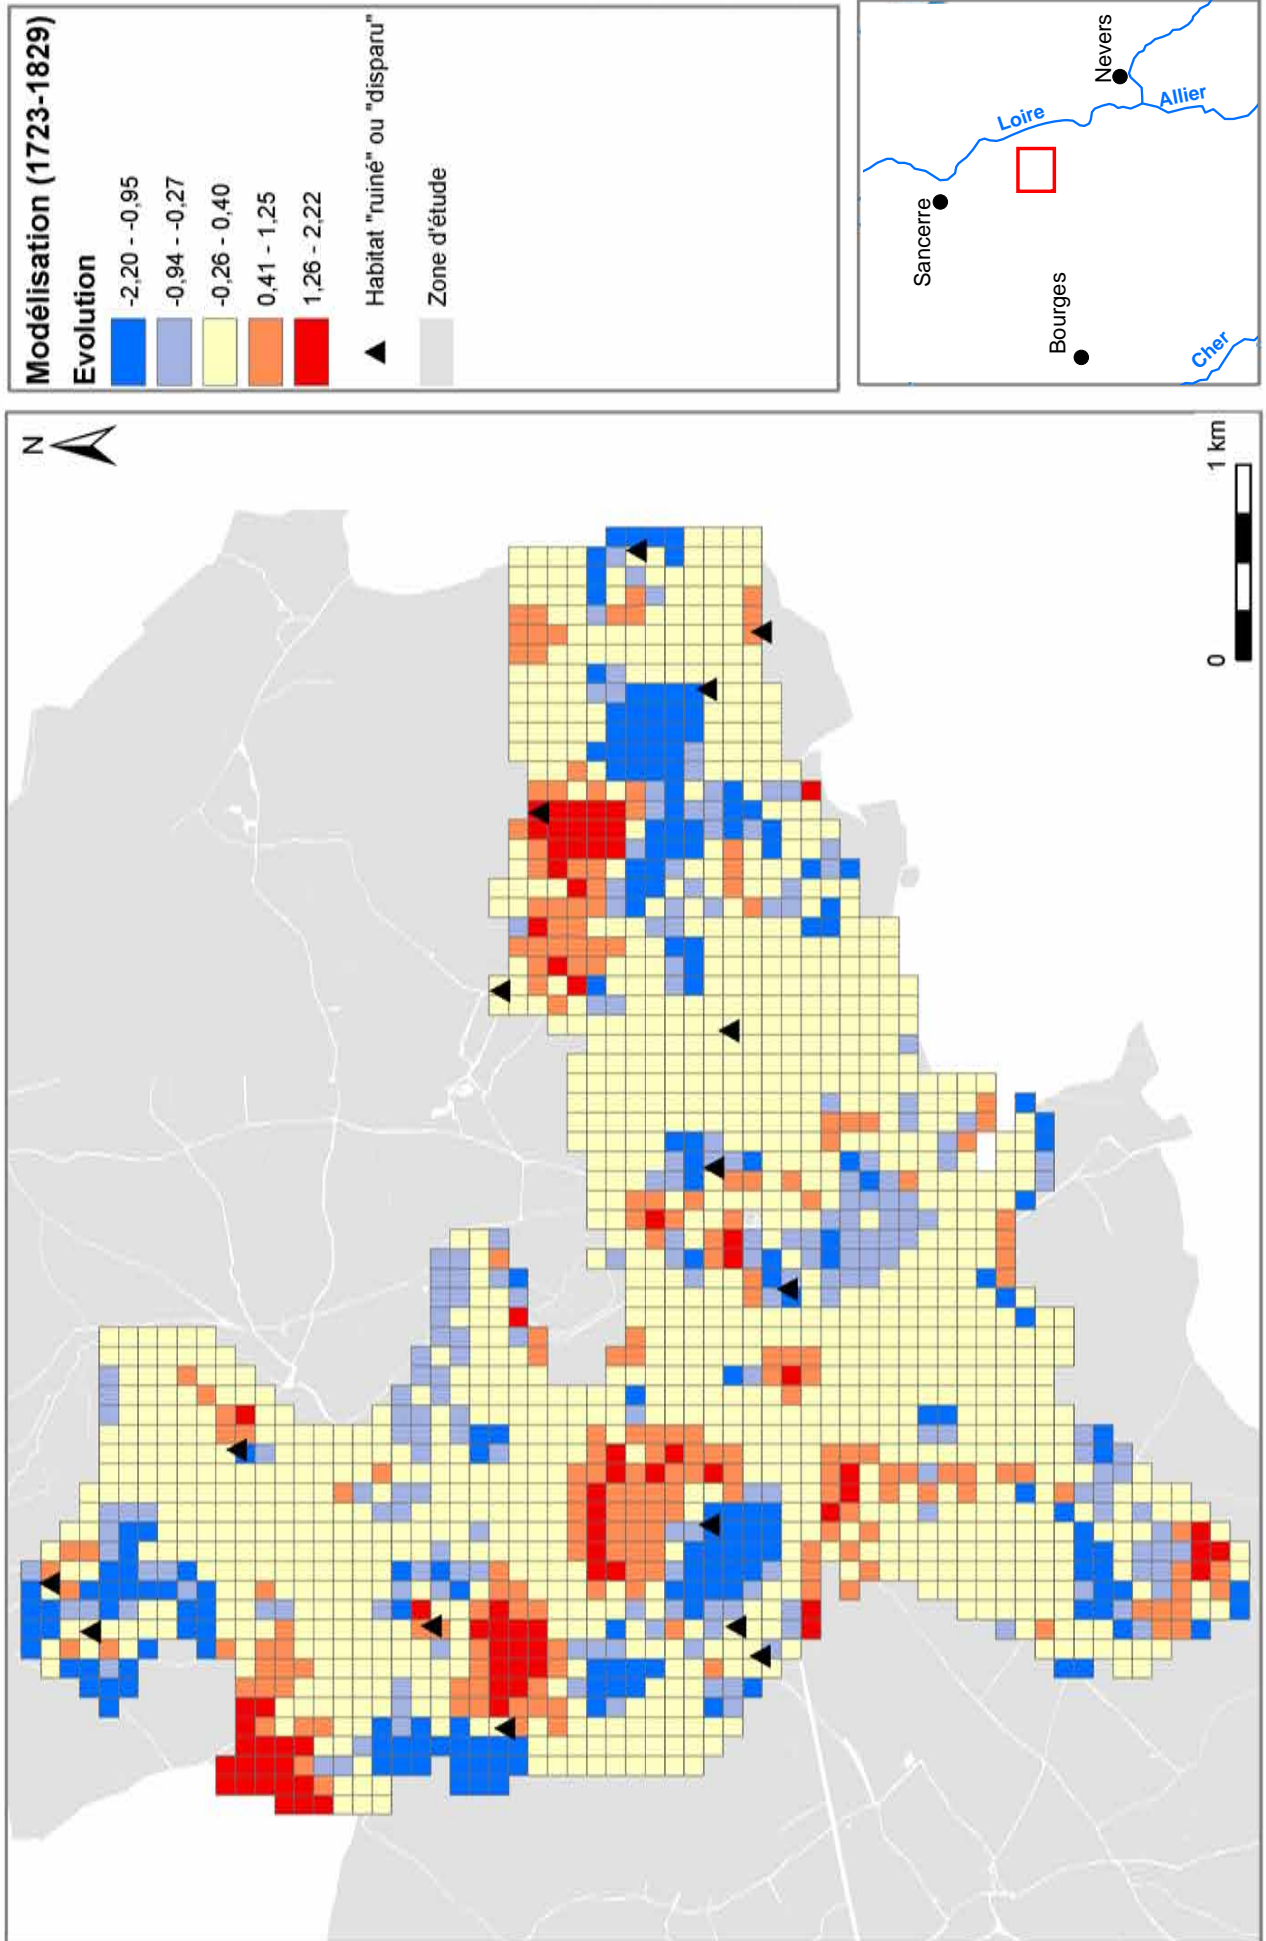 Modélisation (1723-1829)
Evolution
-2,20 - -0,95
-0,94 - -0,27
-0,26 - 0,40
0,41 - 1,25
1,26 - 2,22
Habitat "ruiné" ou "disparu"
Zone d'étude
Sancerre
Bourges
Nevers
Loire
Allier
Cher
N
0 1 km